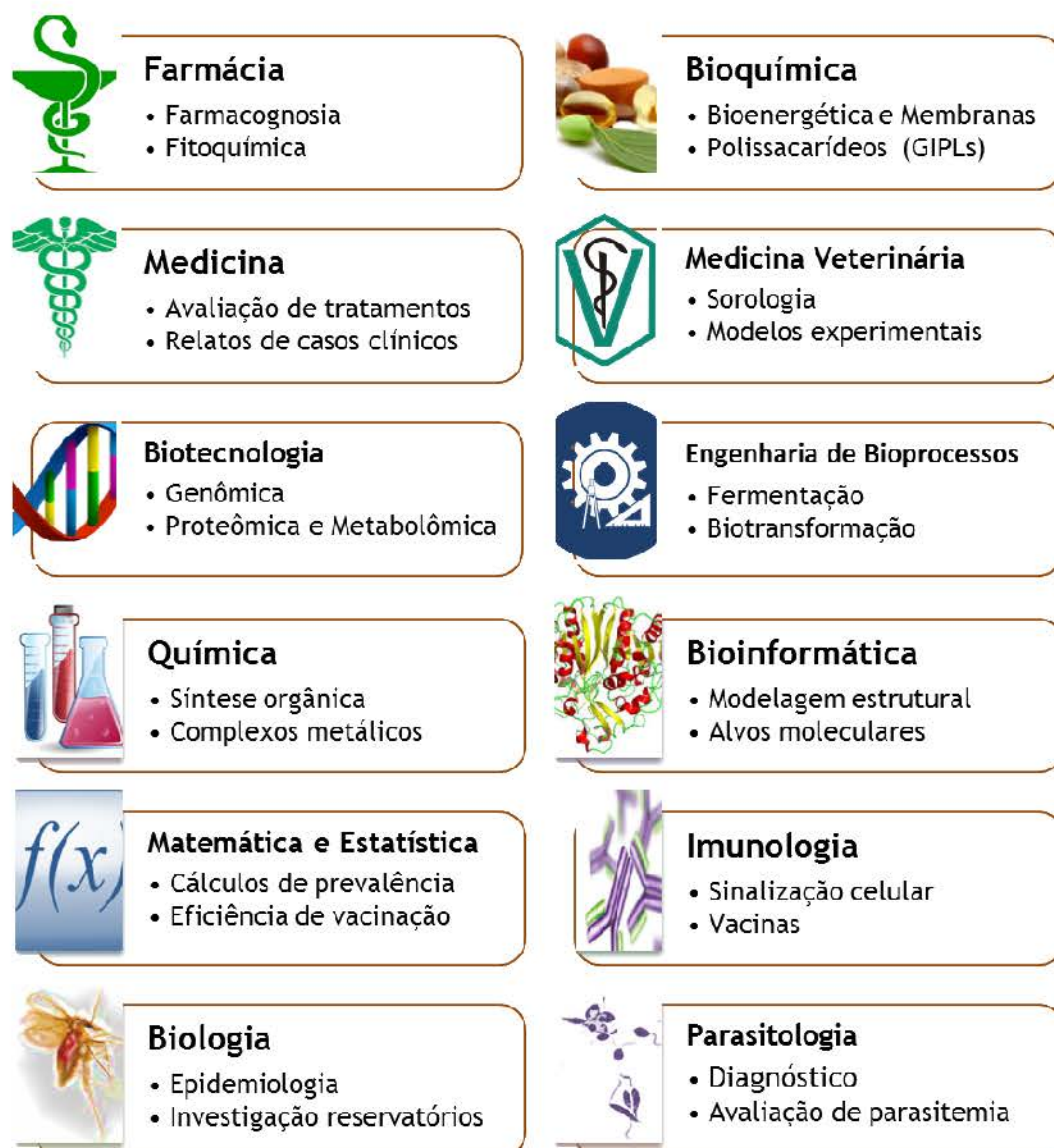 Farmácia
• Farmacognosia
• Fitoquímica
Bioquímica
• Bioenergética e Membranas
• Polissacarídeos (GIPLs)
Medicina
• Avaliação de tratamentos
• Relatos de casos clínicos
Medicina Veterinária
• Sorologia
• Modelos experimentais
V
Biotecnologia
• Genômica
• Proteômica e Metabolômica
Engenharia de Bioprocessos
• Fermentação
• Biotransformação
Química
• Síntese orgânica
• Complexos metálicos
Bioinformática
• Modelagem estrutural
• Alvos moleculares
f(x)
Matemática e Estatística
• Cálculos de prevalência
• Eficiência de vacinação
Imunologia
• Sinalização celular
• Vacinas
Biologia
• Epidemiologia
• Investigação reservatórios
Parasitologia
• Diagnóstico
• Avaliação de parasitemia